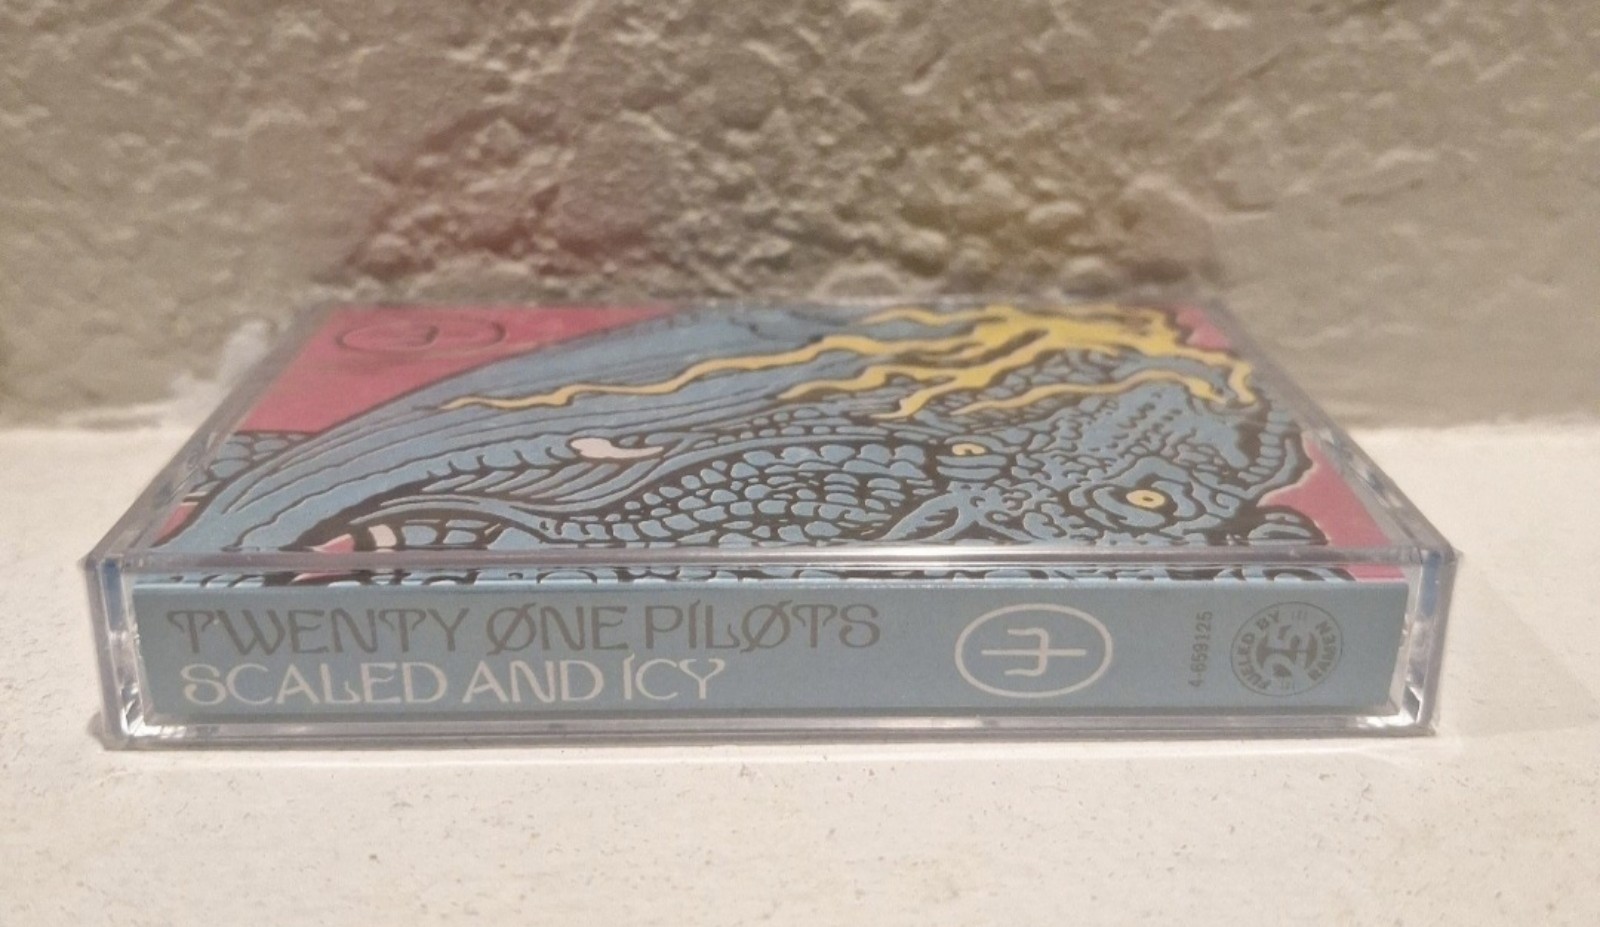 TWENTY ØNE PILØTS
SCALED AND ICY
4-659125
FUELED BY
RAMEN